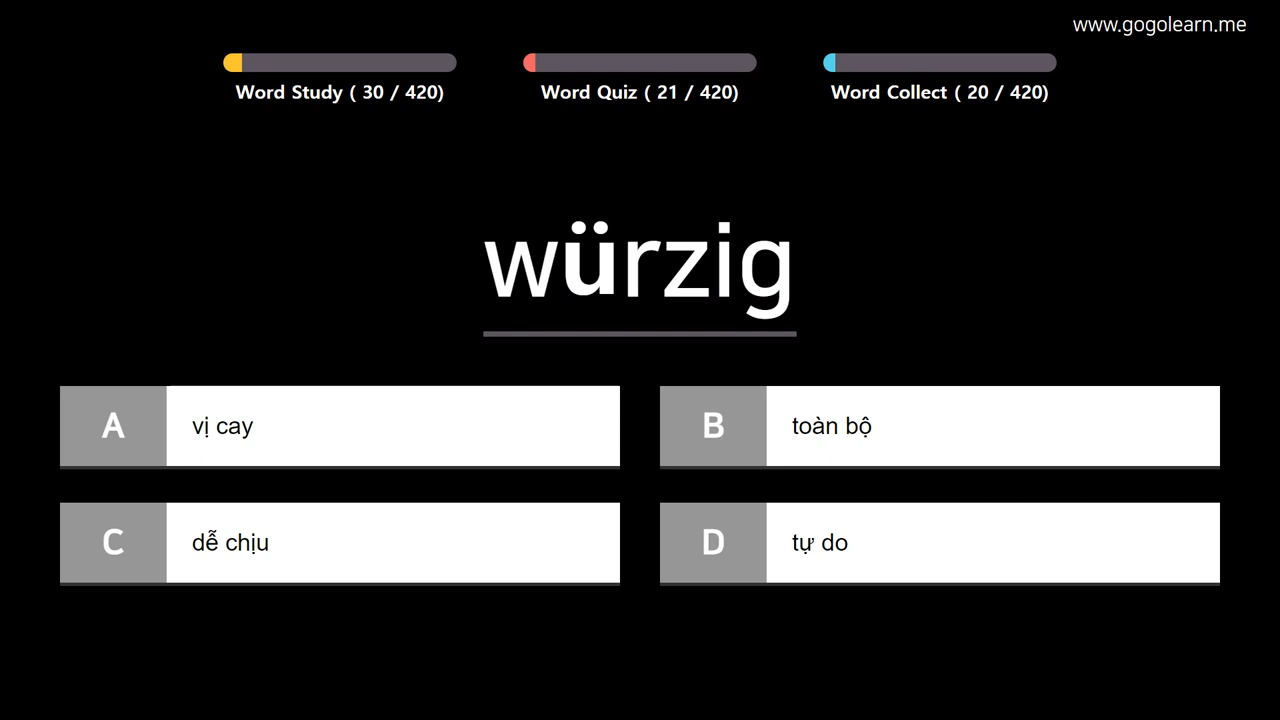 www.gogolearn.me
Word Study ( 30 / 420)
Word Quiz ( 21 / 420)
Word Collect ( 20 / 420)
würzig
A
vị cay
B
toàn bộ
C
dễ chịu
D
tự do